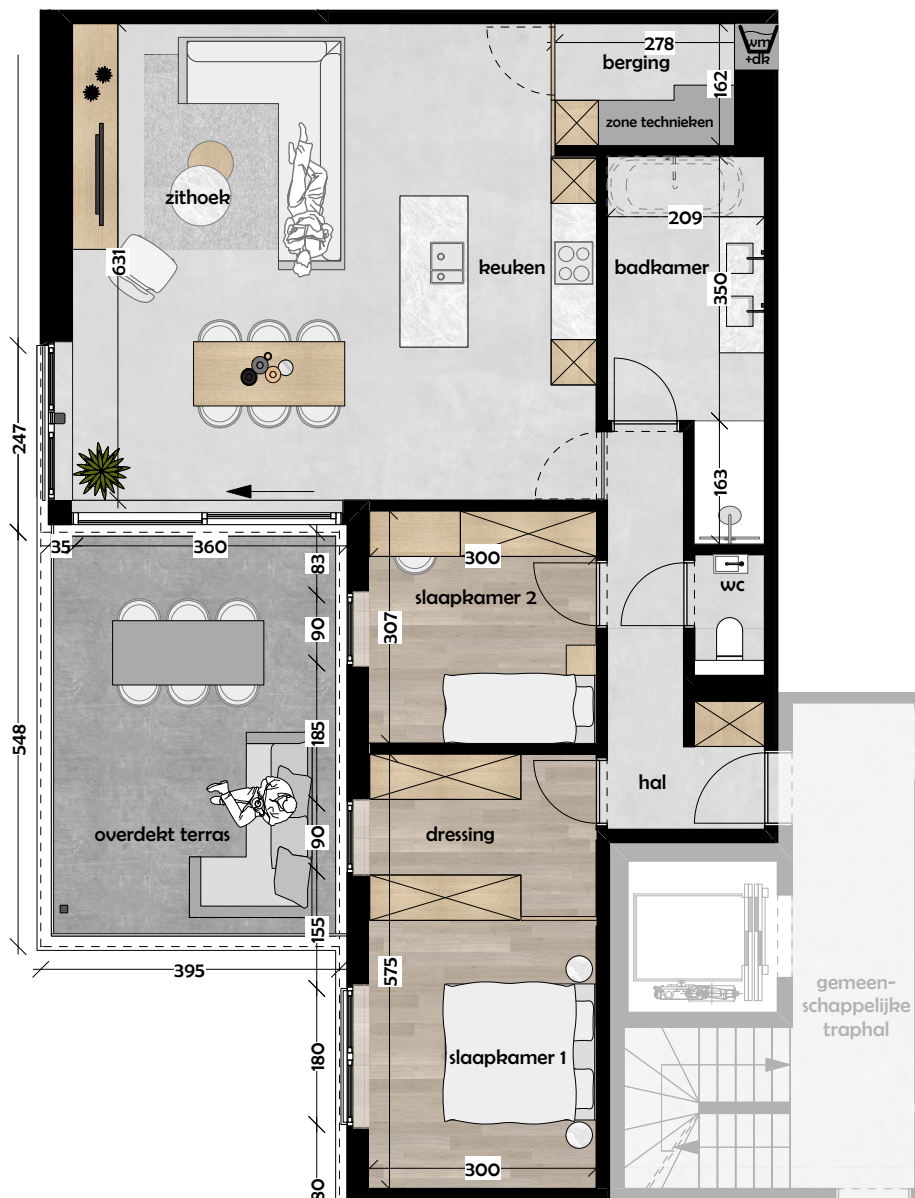 278
berging
wm
+dk
162
zone technieken
zithoek
209
631
keuken
badkamer
350
247
163
35
360
83
300
wc
slaapkamer 2
90
307
548
185
hal
overdekt terras
90
dressing
155
395
575
gemeen-
schappelijke
traphal
180
slaapkamer 1
300